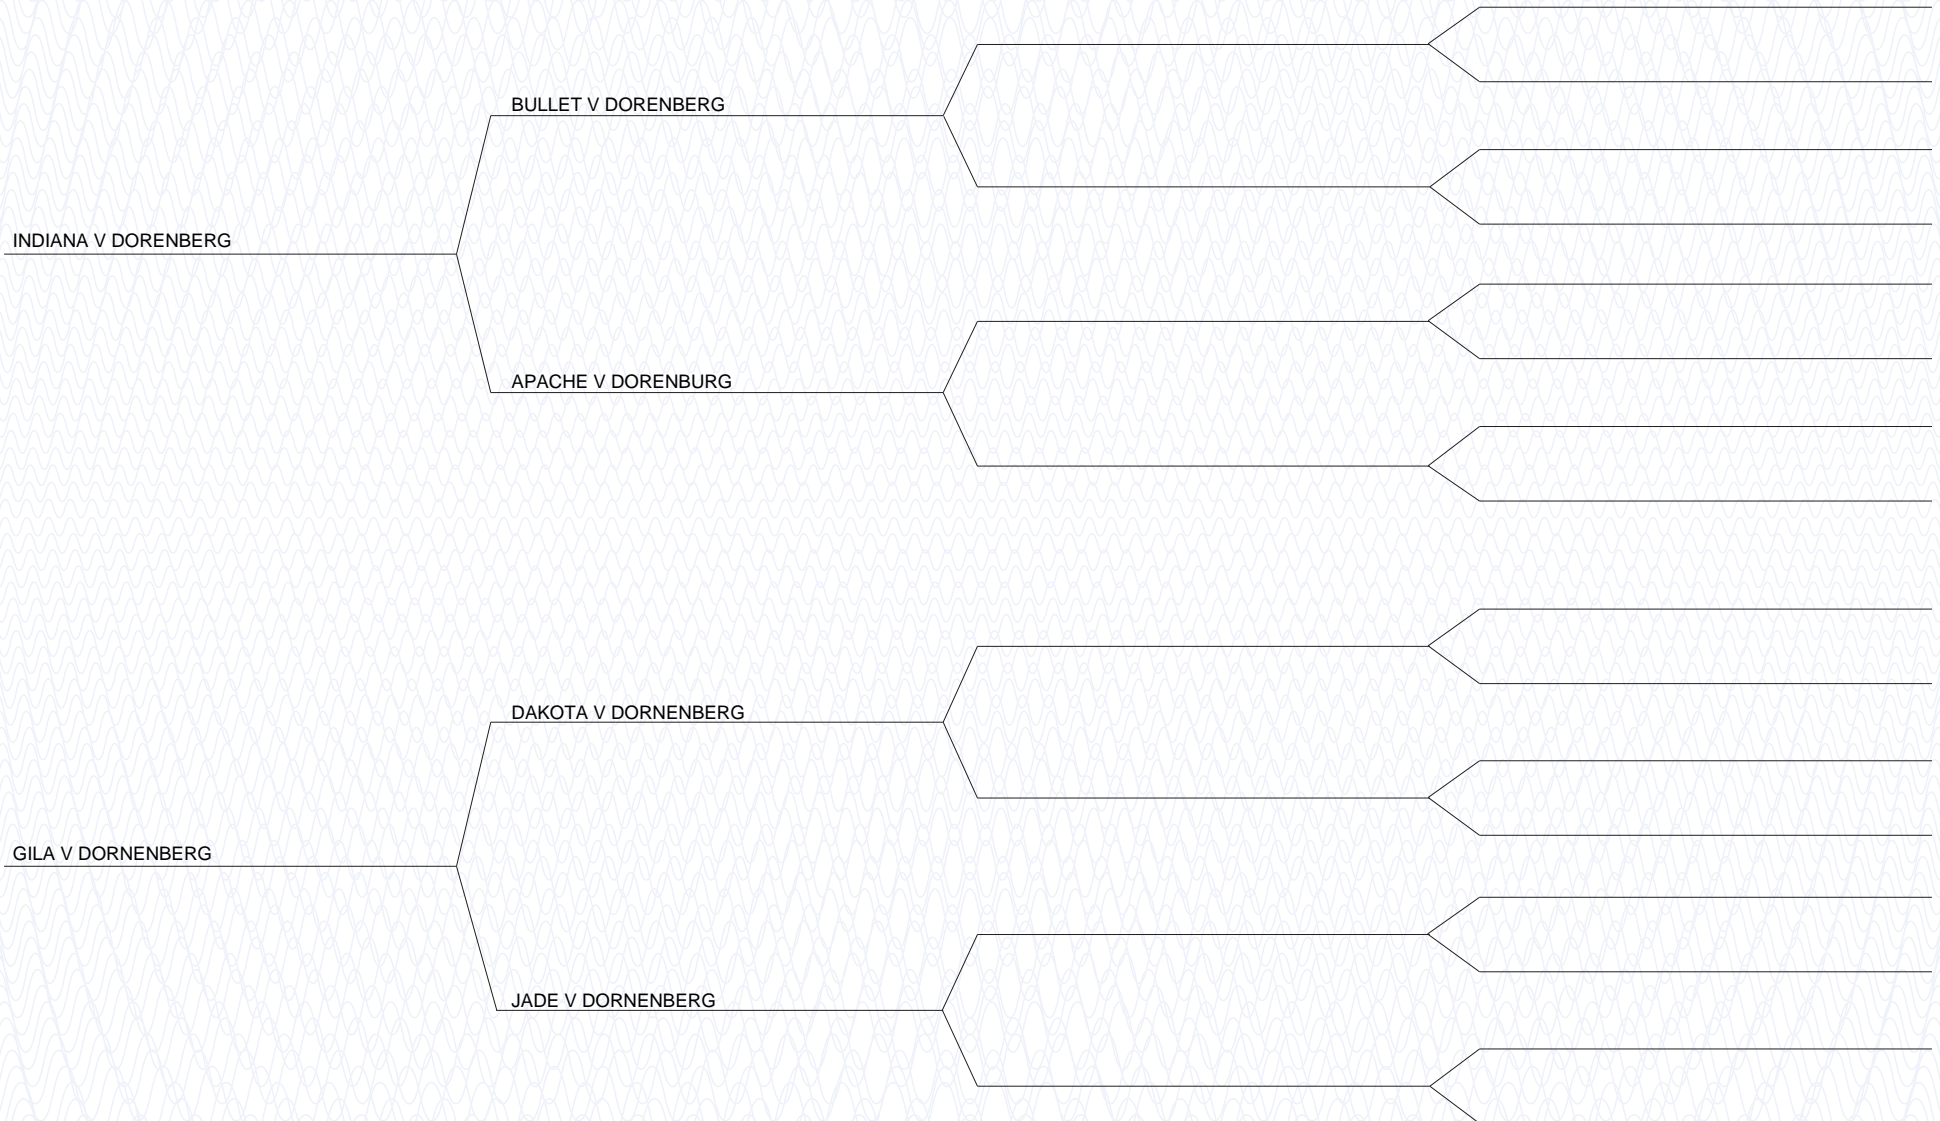 BULLET V DORENBERG
INDIANA V DORENBERG
APACHE V DORENBURG
DAKOTA V DORNENBERG
GILA V DORNENBERG
JADE V DORNENBERG